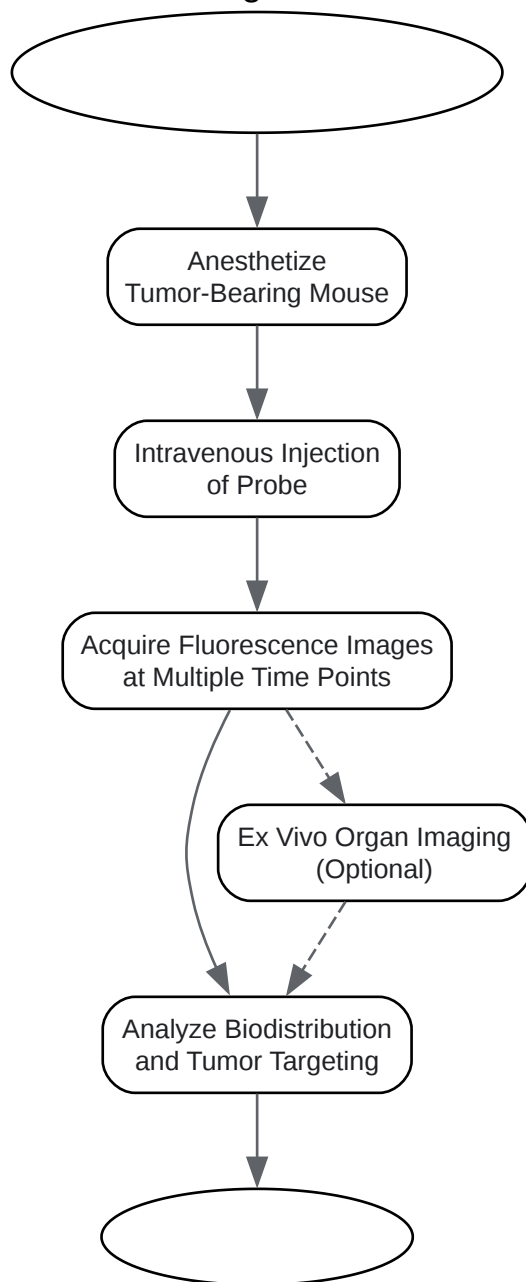 Anesthetize
Tumor-Bearing Mouse
Intravenous Injection
of Probe
Acquire Fluorescence Images
at Multiple Time Points
Ex Vivo Organ Imaging
(Optional)
Analyze Biodistribution
and Tumor Targeting